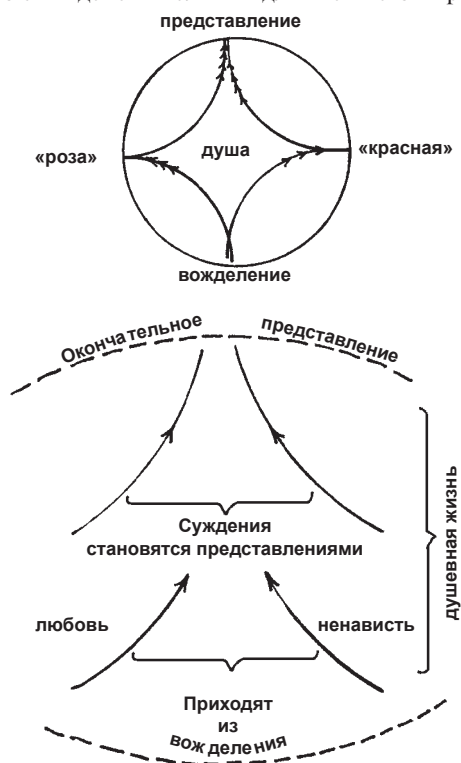 представление
«роза»
душа
«красная»
вожделение
Окончательное представление
Суждения
становятся представлениями
душевная жизнь
любовь
ненависть
Приходят
из
вожделения